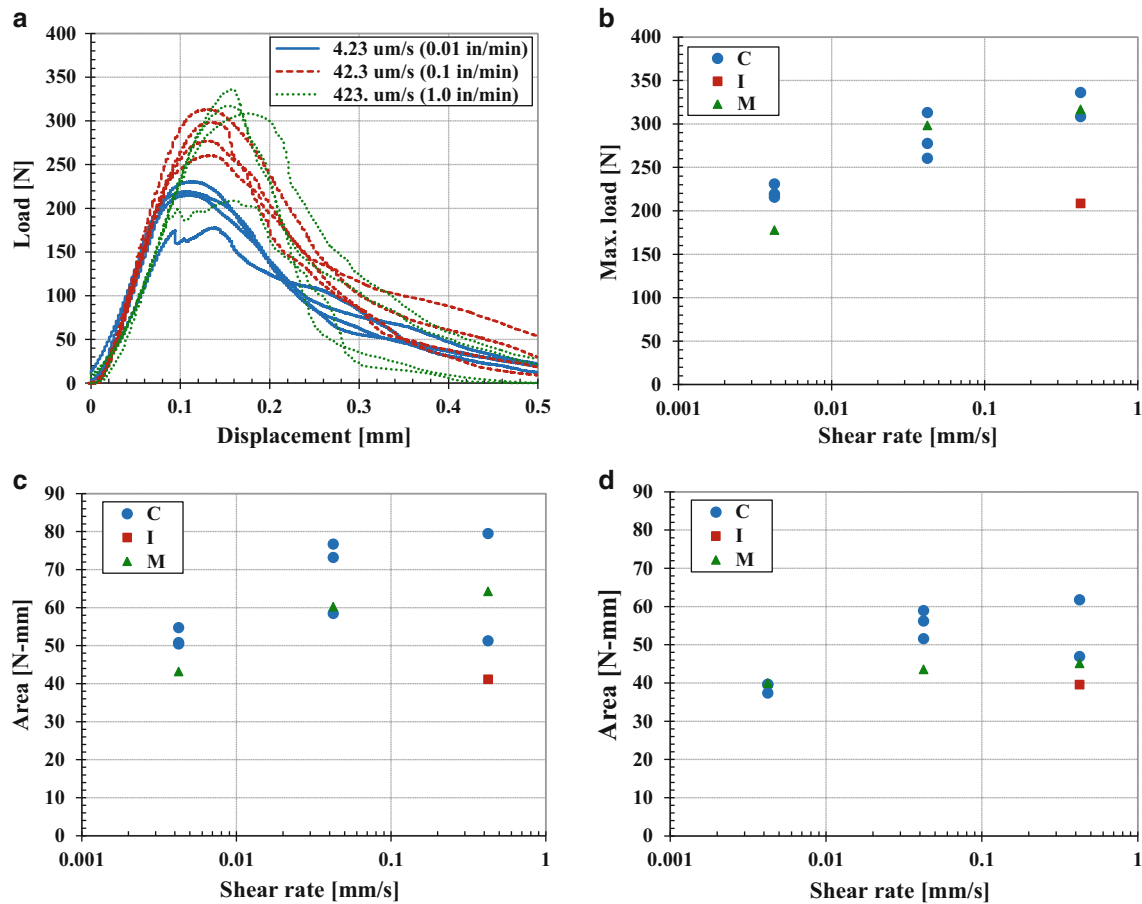 a
400
350
300
250
200
150
100
50
0
Load [N]
4.23 um/s (0.01 in/min)
42.3 um/s (0.1 in/min)
423. um/s (1.0 in/min)
0 0.1 0.2 0.3 0.4 0.5
Displacement [mm]
b
400
350
300
250
200
150
100
50
0
Max. load [N]
C
I
M
0.001 0.01 0.1 1
Shear rate [mm/s]
c
90
80
70
60
50
40
30
20
10
0
Area [N-mm]
C
I
M
0.001 0.01 0.1 1
Shear rate [mm/s]
d
90
80
70
60
50
40
30
20
10
0
Area [N-mm]
C
I
M
0.001 0.01 0.1 1
Shear rate [mm/s]